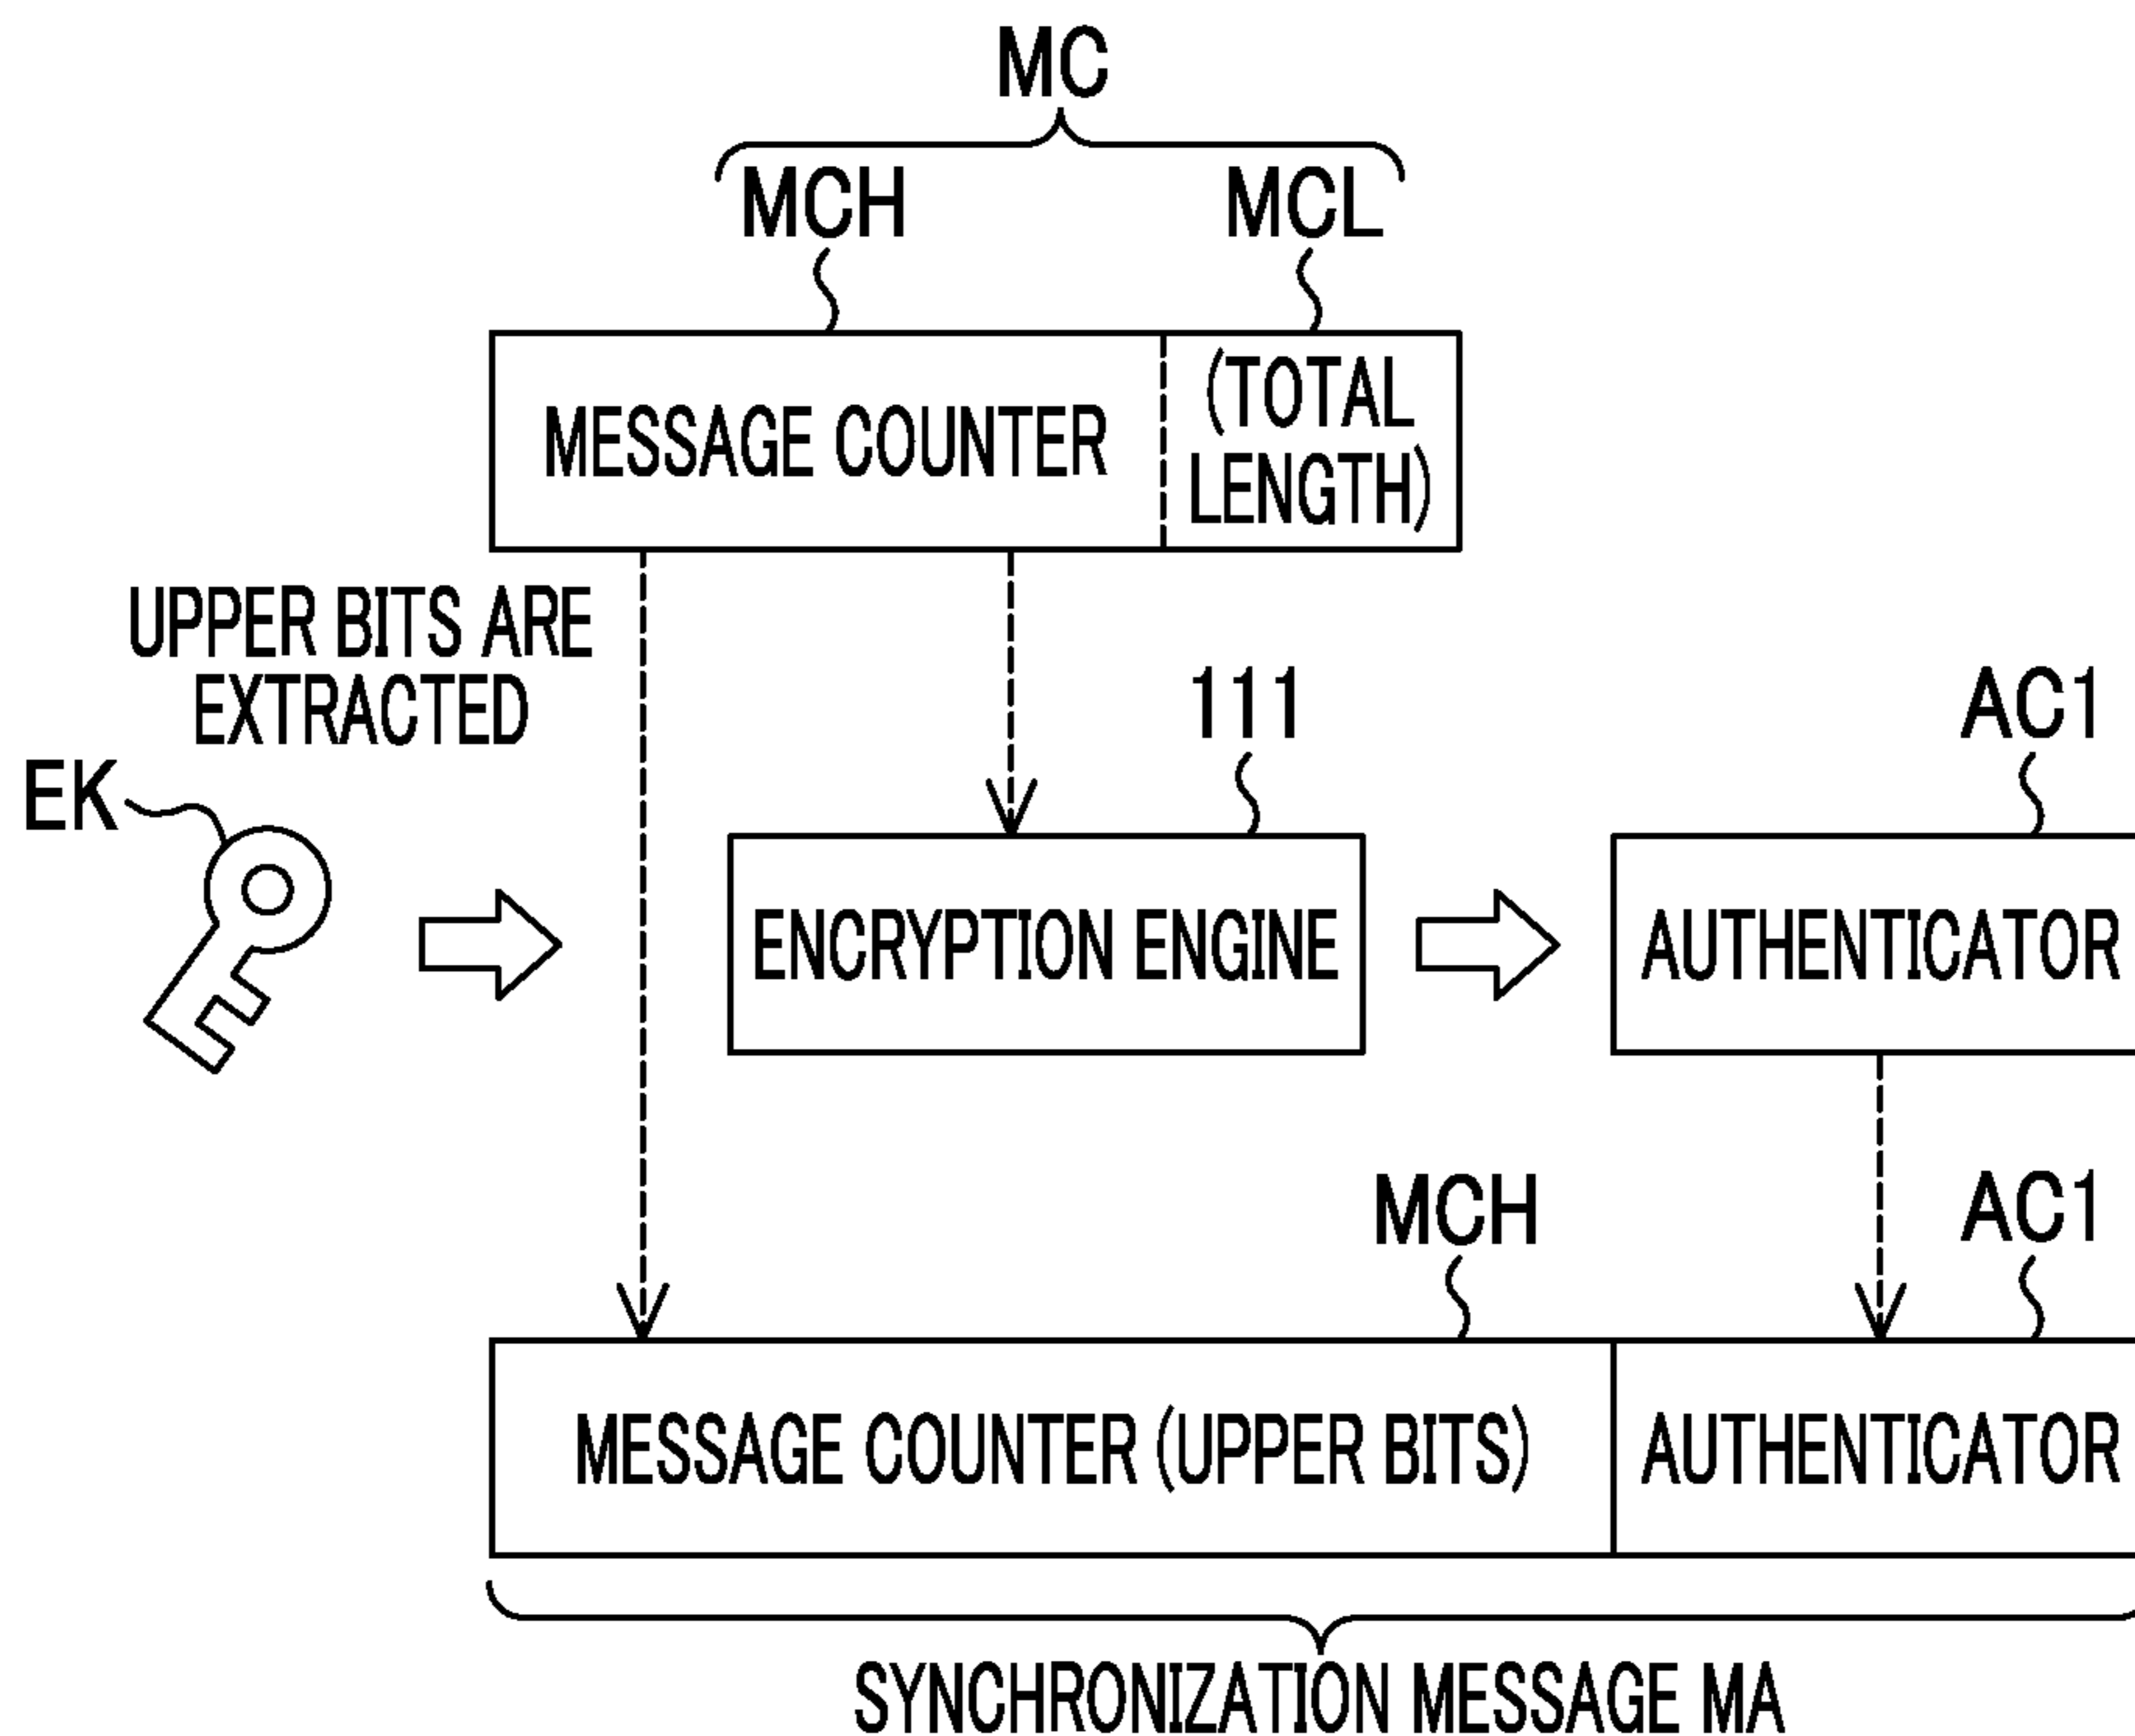 MC
MCH
MCL
MESSAGE COUNTER
(TOTAL
LENGTH)
UPPER BITS ARE
EXTRACTED
EK
111
AC1
ENCRYPTION ENGINE
AUTHENTICATOR
MCH
AC1
MESSAGE COUNTER (UPPER BITS)
AUTHENTICATOR
SYNCHRONIZATION MESSAGE MA